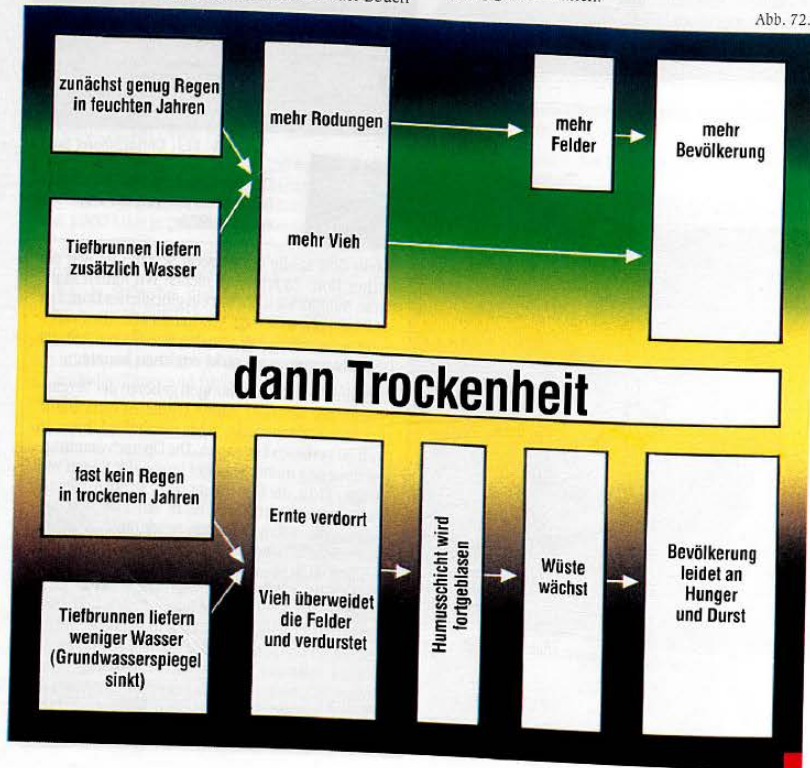 Abb. 72.
zunächst genug Regen
in feuchten Jahren
Tiefbrunnen liefern
zusätzlich Wasser
mehr Rodungen
mehr Vieh
mehr
Felder
mehr
Bevölkerung
dann Trockenheit
fast kein Regen
in trockenen Jahren
Tiefbrunnen liefern
weniger Wasser
(Grundwasserspiegel
sinkt)
Ernte verdorrt
Vieh überweidet
die Felder
und verdurstet
Humusschicht wird
fortgeblasen
Wüste
wächst
Bevölkerung
leidet an
Hunger
und Durst